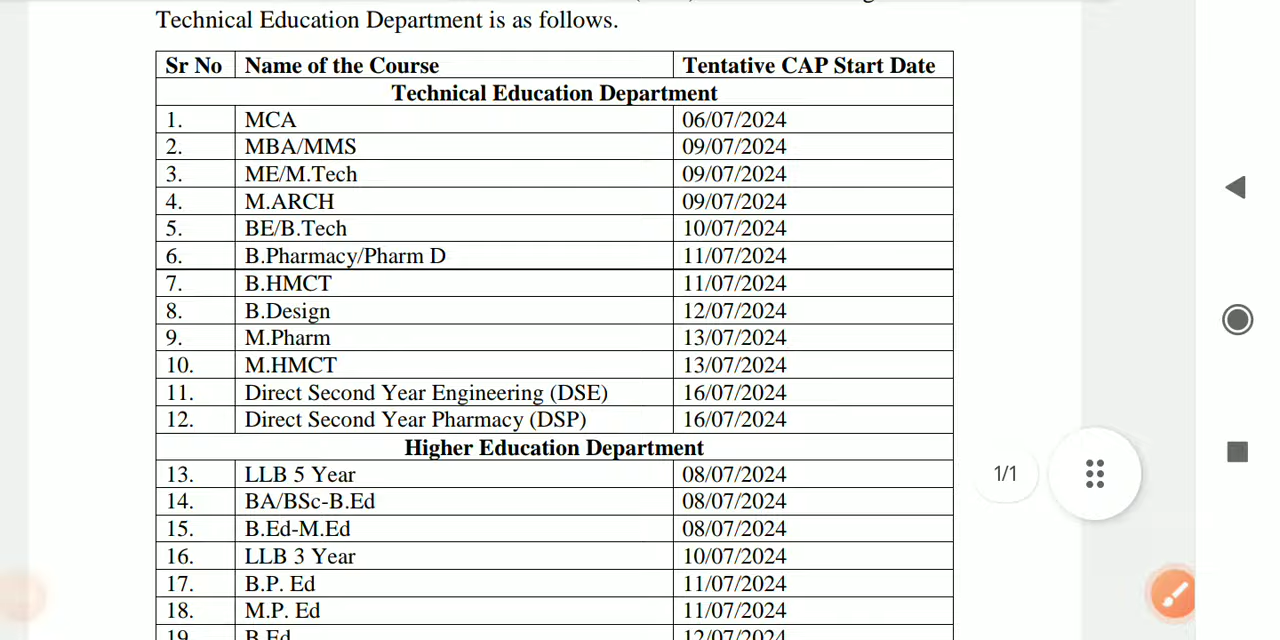 Technical Education Department is as follows.
Sr No Name of the Course Tentative CAP Start Date
Technical Education Department
1. MCA 06/07/2024
2. MBA/MMS 09/07/2024
3. ME/M.Tech 09/07/2024
4. M.ARCH 09/07/2024
5. BE/B.Tech 10/07/2024
6. B.Pharmacy/Pharm D 11/07/2024
7. B.HMCT 11/07/2024
8. B.Design 12/07/2024
9. M.Pharm 13/07/2024
10. M.HMCT 13/07/2024
11. Direct Second Year Engineering (DSE) 16/07/2024
12. Direct Second Year Pharmacy (DSP) 16/07/2024
Higher Education Department
13. LLB 5 Year 08/07/2024
14. BA/BSc-B.Ed 08/07/2024
15. B.Ed-M.Ed 08/07/2024
16. LLB 3 Year 10/07/2024
17. B.P. Ed 11/07/2024
18. M.P. Ed 11/07/2024
19. B.Ed 12/07/2024
1/1